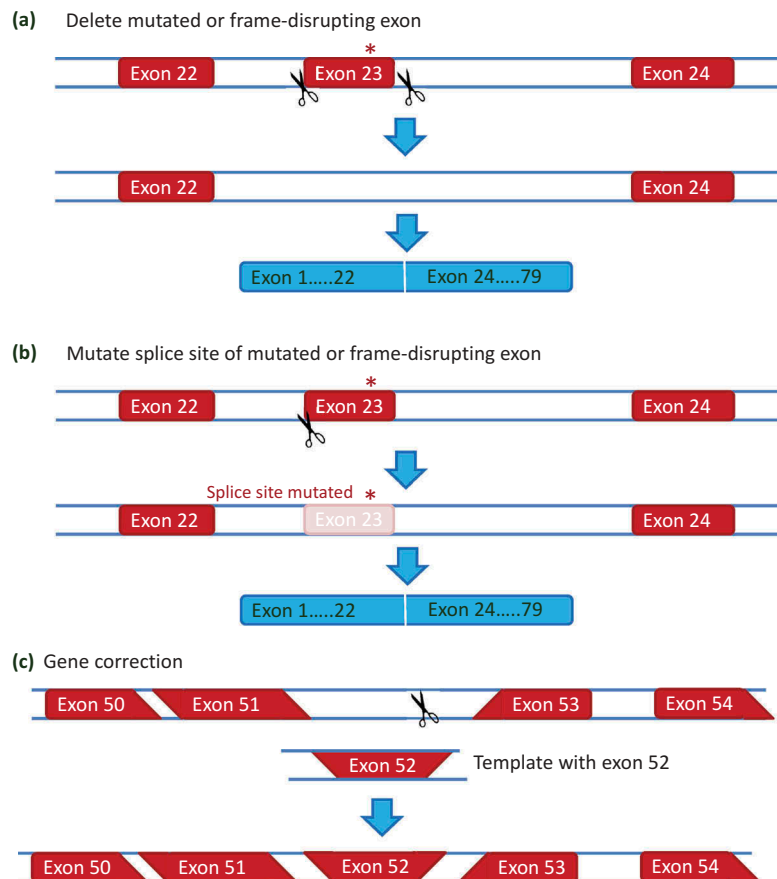 (a) Delete mutated or frame-disrupting exon
*
Exon 22 Exon 23 Exon 24
Exon 22 Exon 24
Exon 1.....22 Exon 24.....79
(b) Mutate splice site of mutated or frame-disrupting exon
*
Exon 22 Exon 23 Exon 24
Splice site mutated *
Exon 22 Exon 23 Exon 24
Exon 1.....22 Exon 24.....79
(c) Gene correction
Exon 50 Exon 51 Exon 53 Exon 54
Exon 52 Template with exon 52
Exon 50 Exon 51 Exon 52 Exon 53 Exon 54